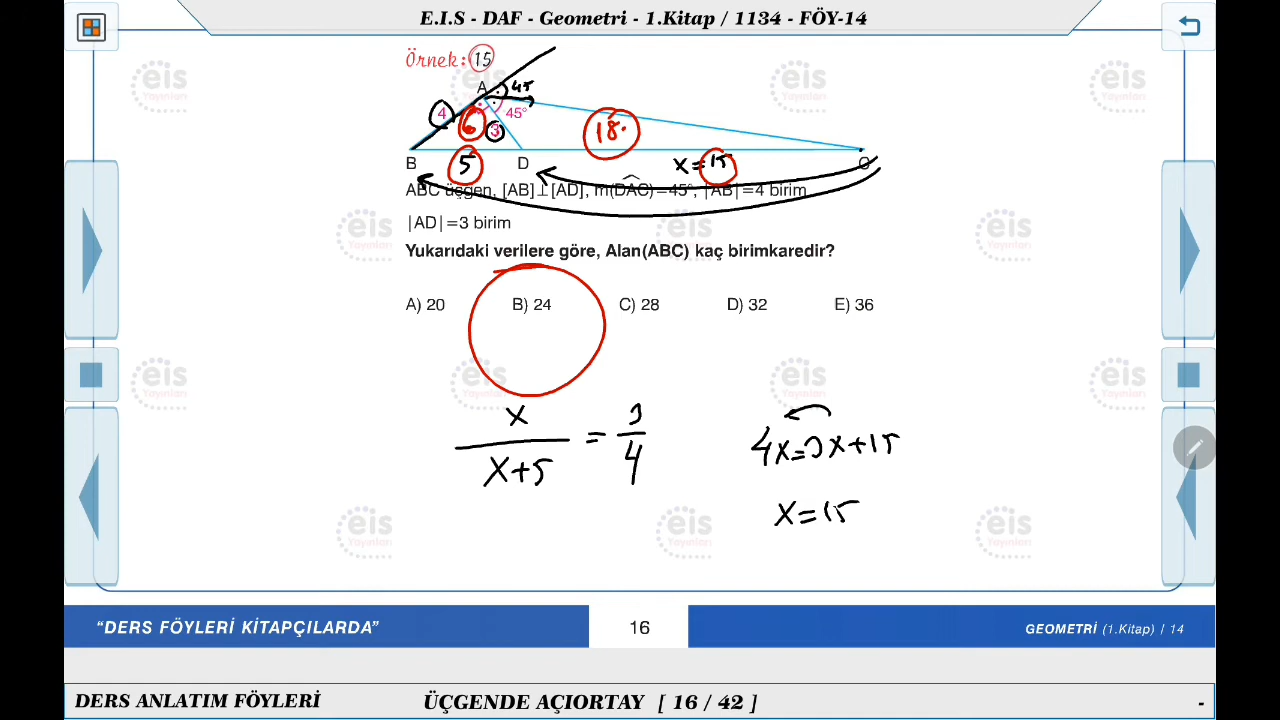 E.I.S - DAF - Geometri - 1.Kitap / 1134 - FÖY-14
Örnek: 15
A 45
4 6 3 45° 18
B 5 D x = 15 C
ABC üçgen, [AB]⊥[AD], m(DAC)=45°, |AB|=4 birim
|AD|=3 birim
Yukarıdaki verilere göre, Alan(ABC) kaç birimkaredir?
A) 20 B) 24 C) 28 D) 32 E) 36
x / x+5 = 3 / 4
4x=3x+15
x=15
eis Yayınları
"DERS FÖYLERİ KİTAPÇILARDA"
16
GEOMETRİ (1.Kitap) / 14
DERS ANLATIM FÖYLERİ
ÜÇGENDE AÇIORTAY [ 16 / 42 ]
-